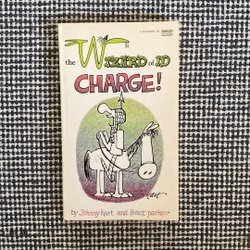 the WIZARD of ID
CHARGE!
by Johnny hart and Brant parker